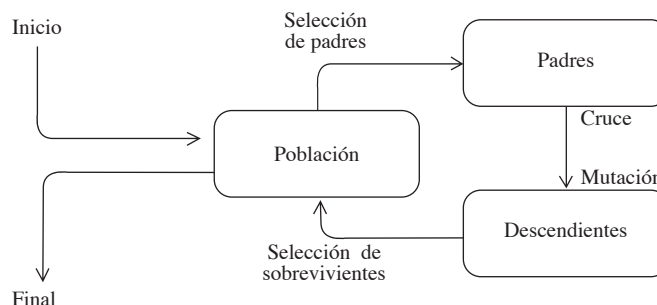 Inicio
Selección
de padres
Padres
Cruce
Población
Mutación
Descendientes
Selección de
sobrevivientes
Final